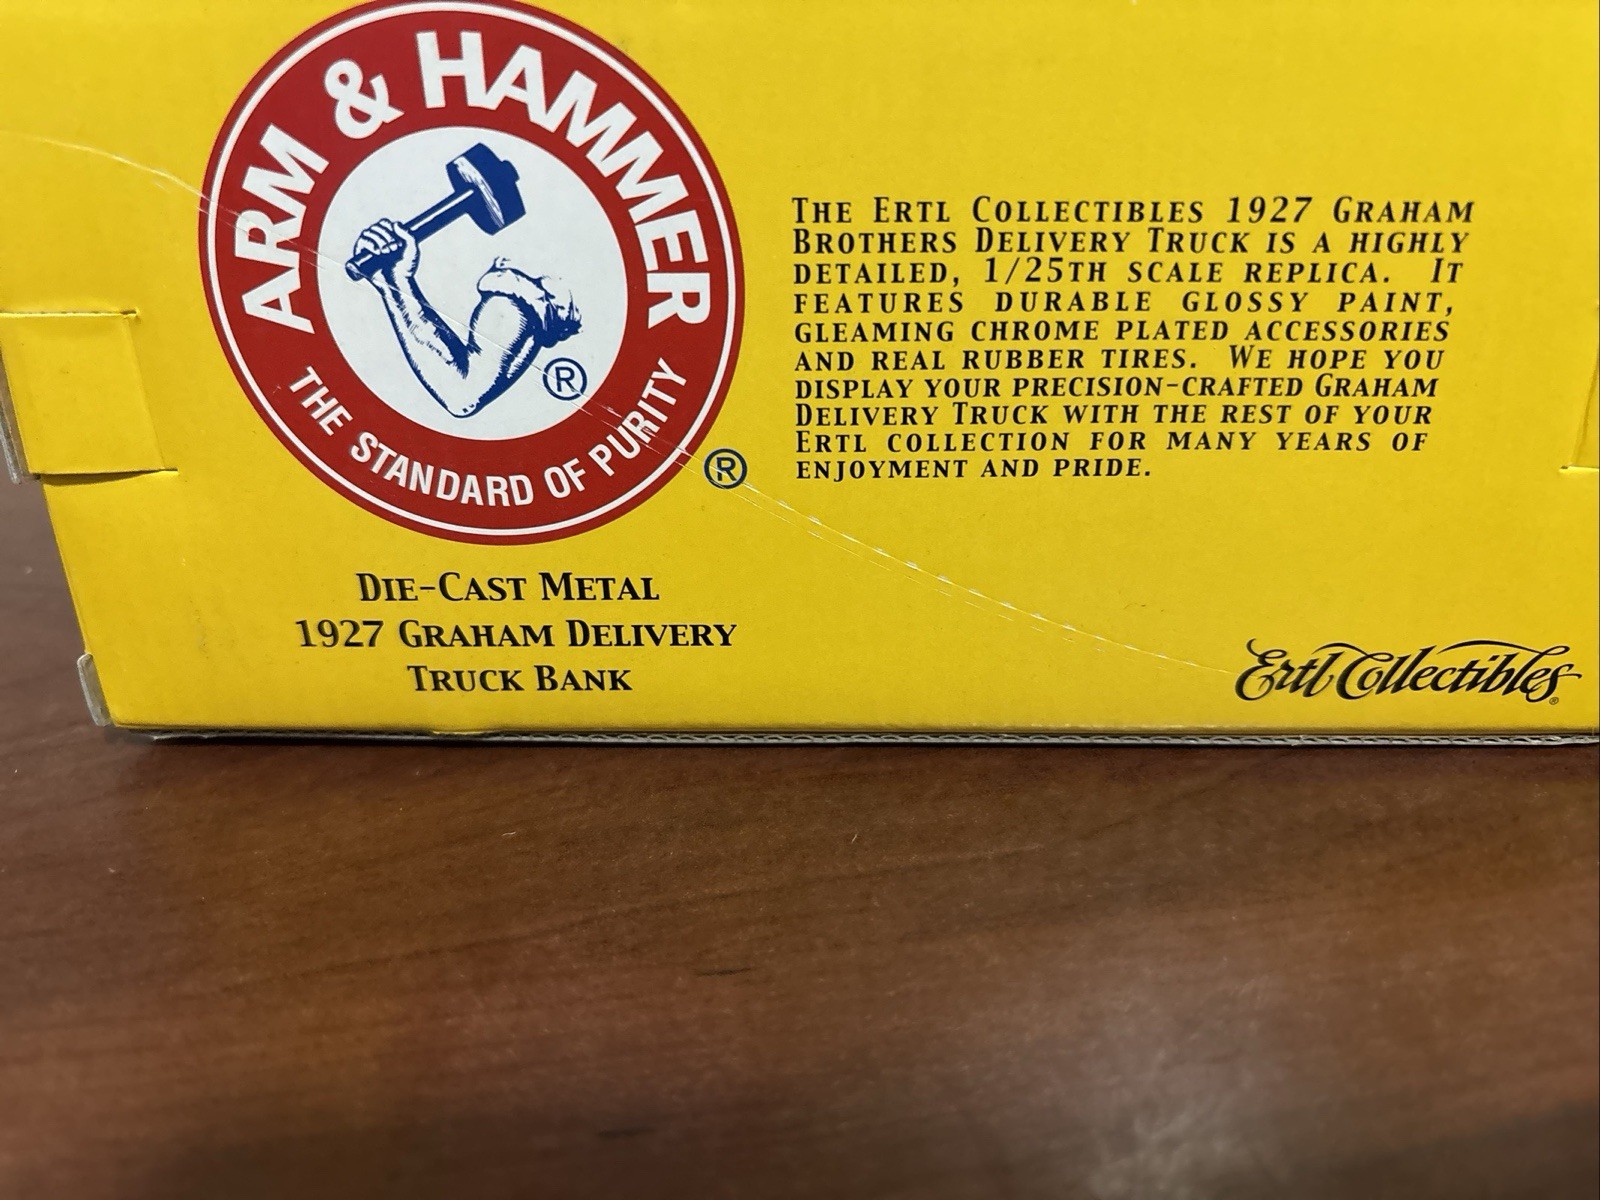 ARM & HAMMER
®
THE STANDARD OF PURITY
®
DIE-CAST METAL
1927 GRAHAM DELIVERY
TRUCK BANK
THE ERTL COLLECTIBLES 1927 GRAHAM
BROTHERS DELIVERY TRUCK IS A HIGHLY
DETAILED, 1/25TH SCALE REPLICA. IT
FEATURES DURABLE GLOSSY PAINT,
GLEAMING CHROME PLATED ACCESSORIES
AND REAL RUBBER TIRES. WE HOPE YOU
DISPLAY YOUR PRECISION-CRAFTED GRAHAM
DELIVERY TRUCK WITH THE REST OF YOUR
ERTL COLLECTION FOR MANY YEARS OF
ENJOYMENT AND PRIDE.
Ertl Collectibles®